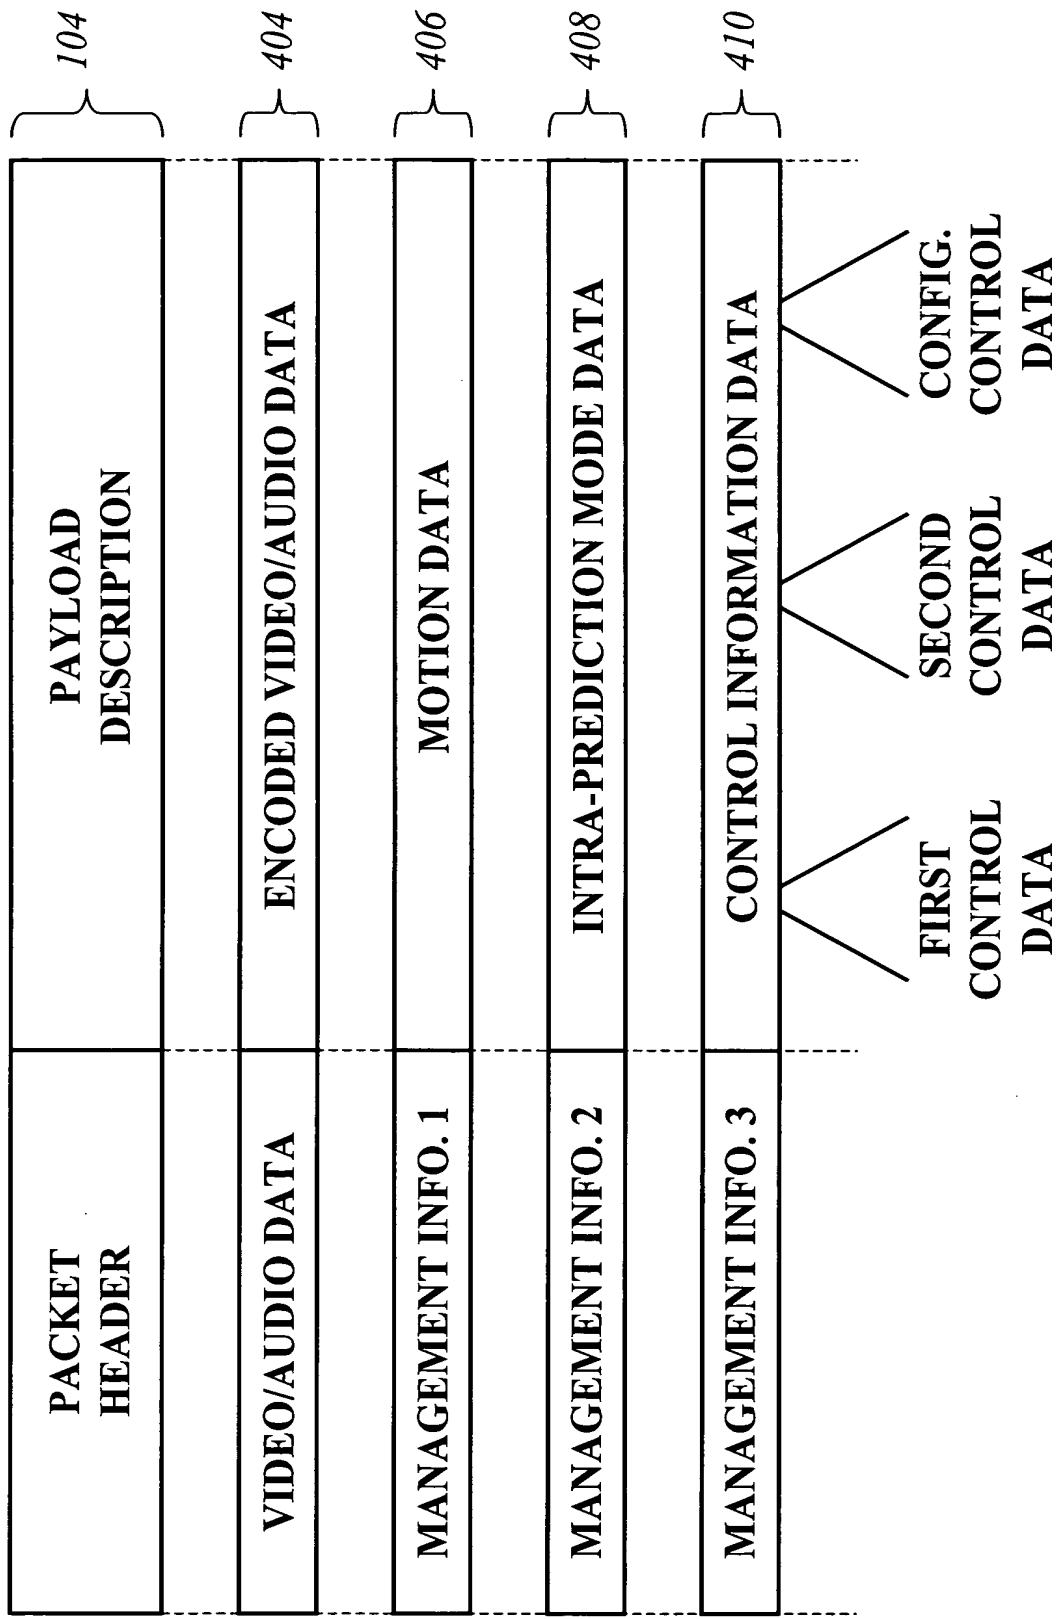 PACKET
HEADER
PAYLOAD
DESCRIPTION
104
VIDEO/AUDIO DATA
ENCODED VIDEO/AUDIO DATA
404
MANAGEMENT INFO. 1
MOTION DATA
406
MANAGEMENT INFO. 2
INTRA-PREDICTION MODE DATA
408
MANAGEMENT INFO. 3
CONTROL INFORMATION DATA
410
FIRST
CONTROL
DATA
SECOND
CONTROL
DATA
CONFIG.
CONTROL
DATA